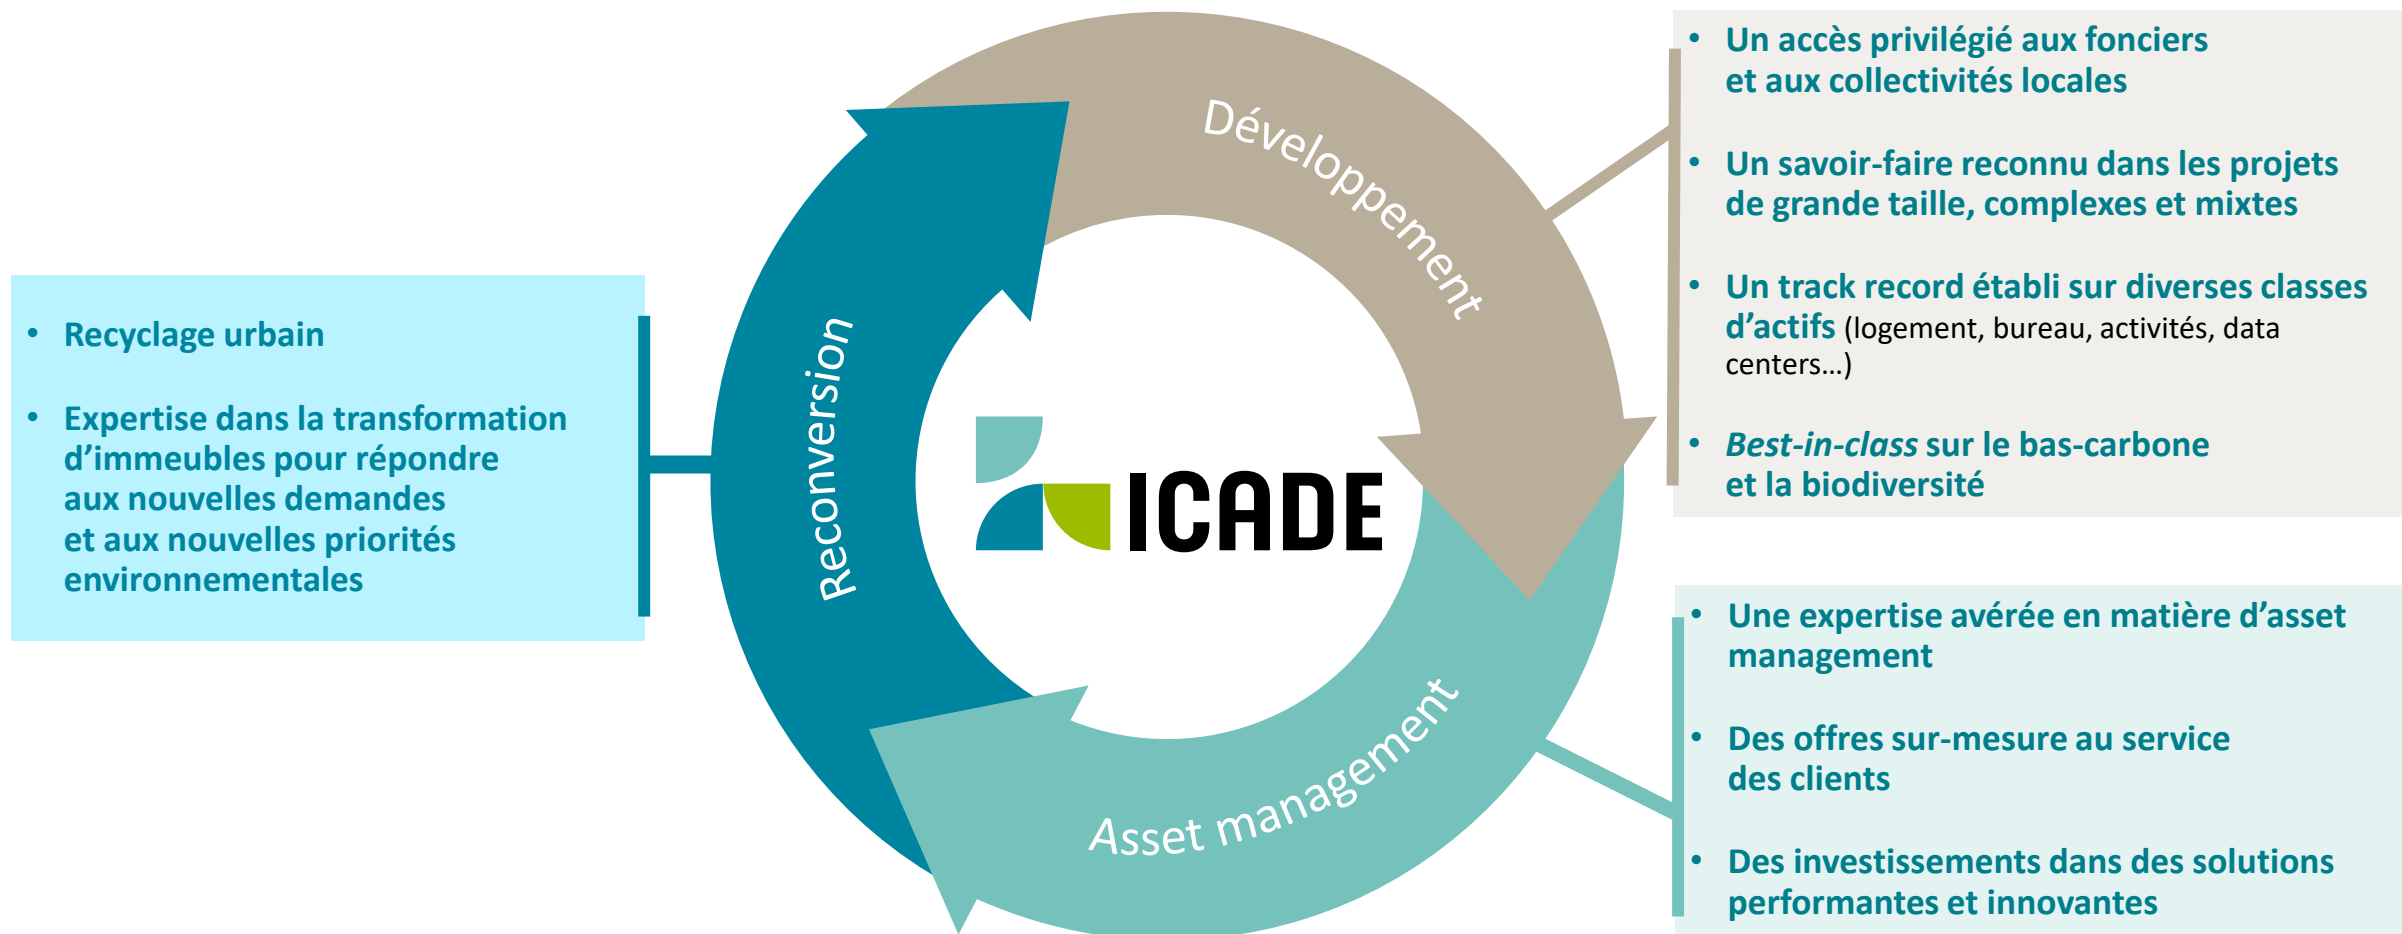 Développement
• Un accès privilégié aux fonciers
et aux collectivités locales
• Un savoir-faire reconnu dans les projets
de grande taille, complexes et mixtes
• Un track record établi sur diverses classes
d’actifs (logement, bureau, activités, data
centers…)
• Best-in-class sur le bas-carbone
et la biodiversité
Reconversion
• Recyclage urbain
• Expertise dans la transformation
d’immeubles pour répondre
aux nouvelles demandes
et aux nouvelles priorités
environnementales
ICADE
Asset management
• Une expertise avérée en matière d’asset
management
• Des offres sur-mesure au service
des clients
• Des investissements dans des solutions
performantes et innovantes